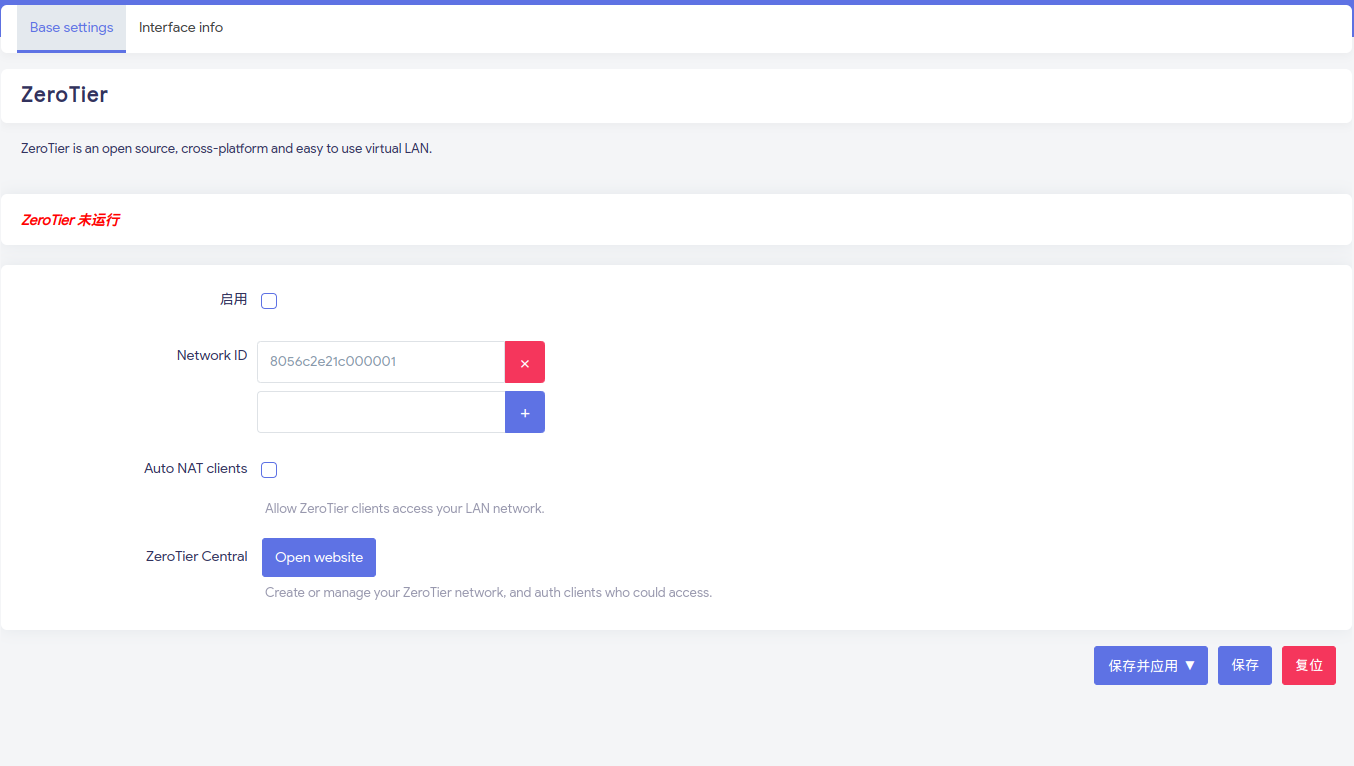 Base settings Interface info
ZeroTier
ZeroTier is an open source, cross-platform and easy to use virtual LAN.
ZeroTier 未运行
启用
Network ID 8056c2e21c000001 ×
+
Auto NAT clients
Allow ZeroTier clients access your LAN network.
ZeroTier Central Open website
Create or manage your ZeroTier network, and auth clients who could access.
保存并应用 ▼ 保存 复位